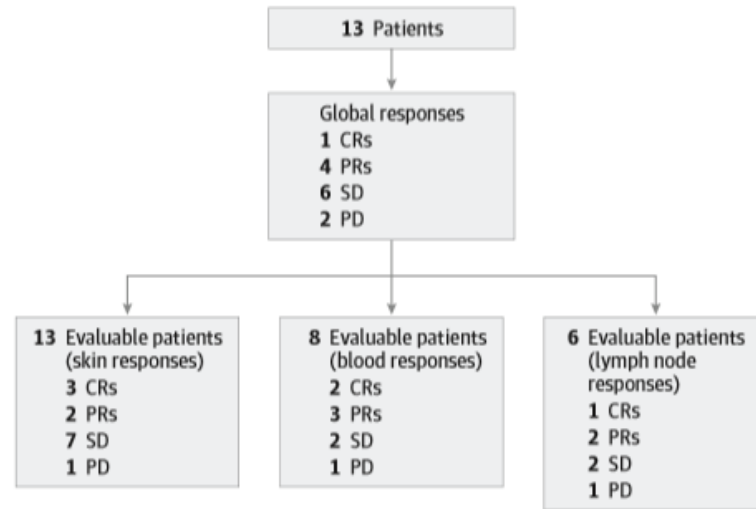 13 Patients
Global responses
1 CRs
4 PRs
6 SD
2 PD
13 Evaluable patients
(skin responses)
3 CRs
2 PRs
7 SD
1 PD
8 Evaluable patients
(blood responses)
2 CRs
3 PRs
2 SD
1 PD
6 Evaluable patients
(lymph node
responses)
1 CRs
2 PRs
2 SD
1 PD